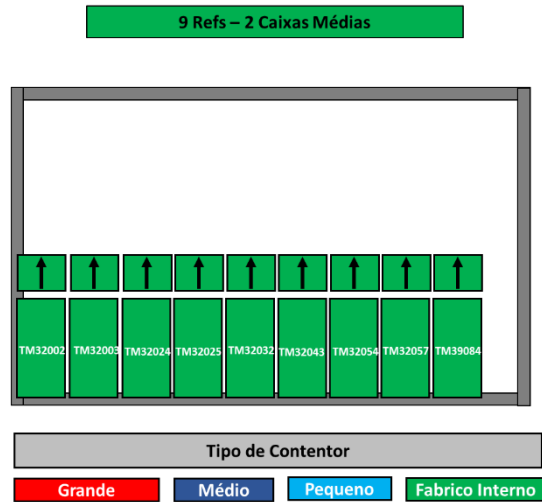 9 Refs – 2 Caixas Médias
TM32002 TM32003 TM32024 TM32025 TM32032 TM32043 TM32054 TM32057 TM39084
Tipo de Contentor
Grande Médio Pequeno Fabrico Interno